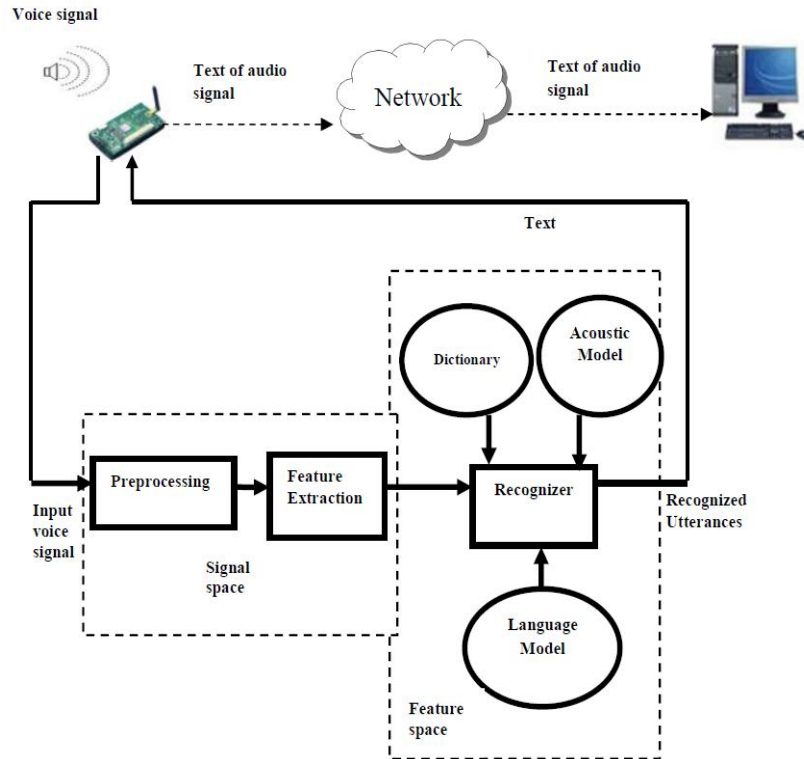 Voice signal
Text of audio
signal
Network
Text of audio
signal
Text
Dictionary
Acoustic
Model
Preprocessing
Feature
Extraction
Recognizer
Input
voice
signal
Recognized
Utterances
Signal
space
Language
Model
Feature
space